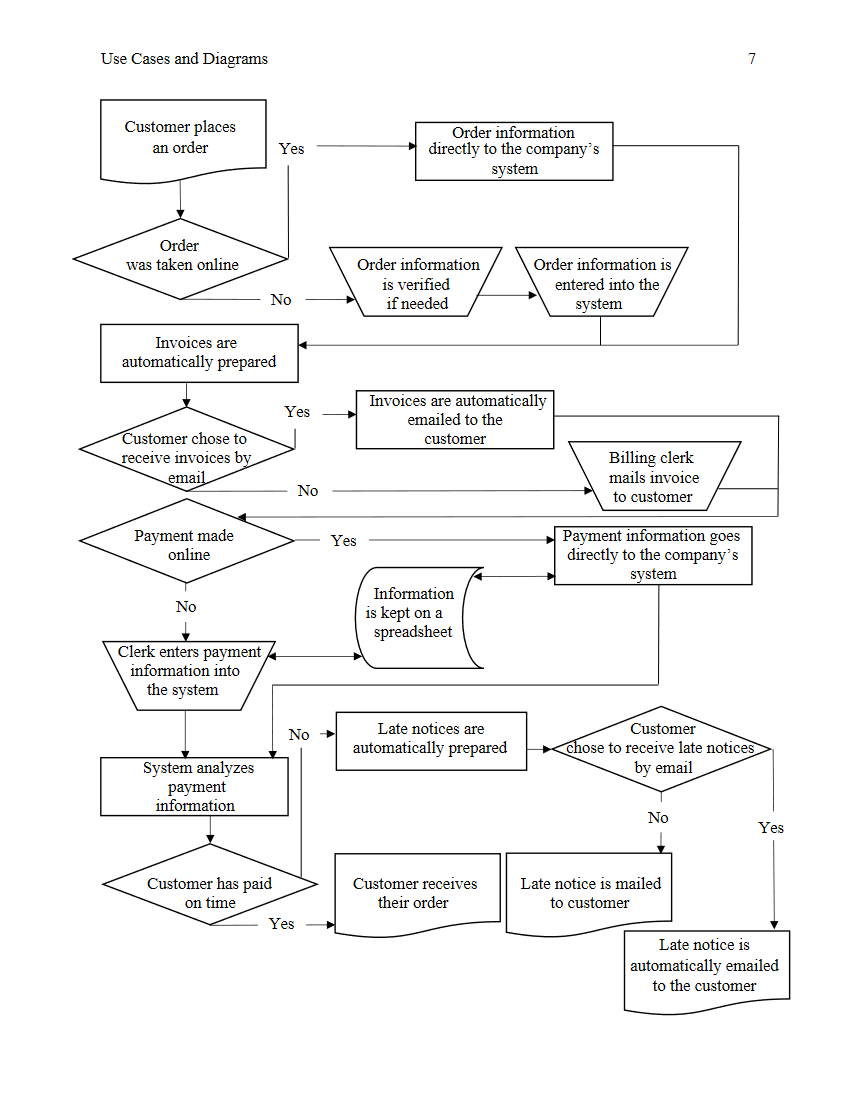 Use Cases and Diagrams
7
Customer places
an order
Yes
Order information
directly to the company’s
system
Order
was taken online
No
Order information
is verified
if needed
Order information is
entered into the
system
Invoices are
automatically prepared
Yes
Invoices are automatically
emailed to the
customer
Customer chose to
receive invoices by
email
No
Billing clerk
mails invoice
to customer
Payment made
online
Yes
Payment information goes
directly to the company’s
system
No
Information
is kept on a
spreadsheet
Clerk enters payment
information into
the system
No
Late notices are
automatically prepared
Customer
chose to receive late notices
by email
System analyzes
payment
information
No
Yes
Customer has paid
on time
Yes
Customer receives
their order
Late notice is mailed
to customer
Late notice is
automatically emailed
to the customer